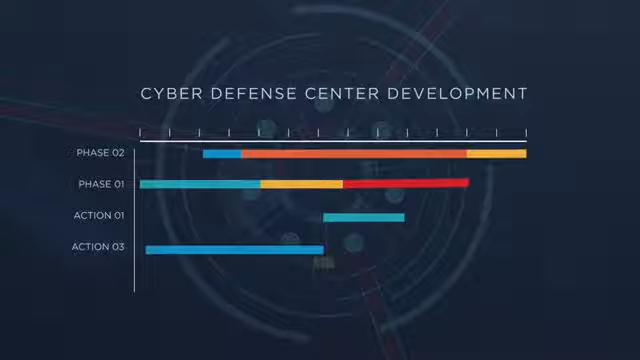 CYBER DEFENSE CENTER DEVELOPMENT
PHASE 02
PHASE 01
ACTION 01
ACTION 03